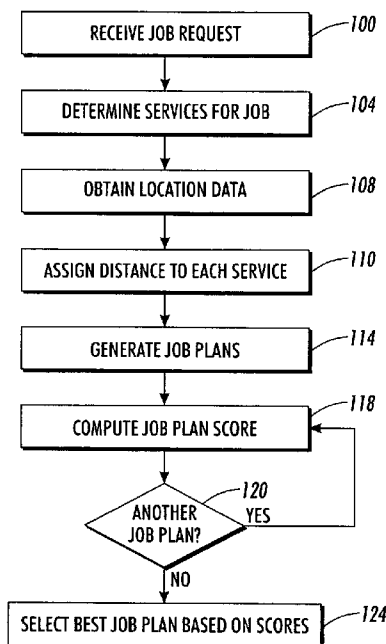 RECEIVE JOB REQUEST 100
DETERMINE SERVICES FOR JOB 104
OBTAIN LOCATION DATA 108
ASSIGN DISTANCE TO EACH SERVICE 110
GENERATE JOB PLANS 114
COMPUTE JOB PLAN SCORE 118
120
ANOTHER
JOB PLAN?
YES
NO
SELECT BEST JOB PLAN BASED ON SCORES 124